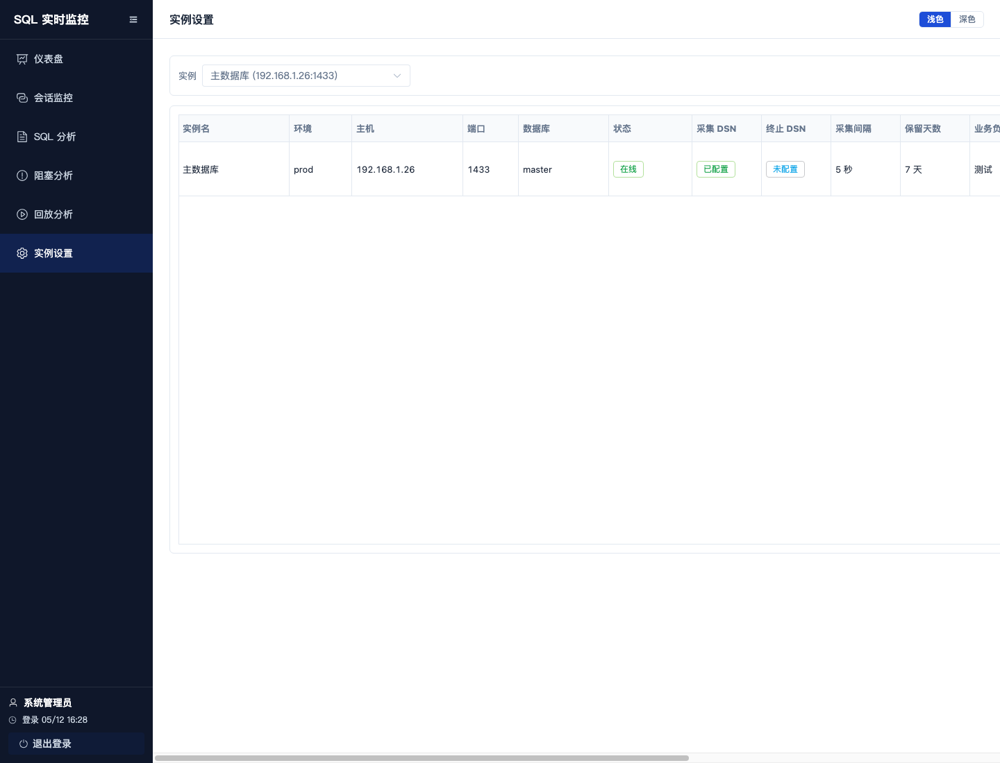 SQL 实时监控
仪表盘
会话监控
SQL 分析
阻塞分析
回放分析
实例设置
系统管理员
登录 05/12 16:28
退出登录
实例设置
浅色 深色
实例 主数据库 (192.168.1.26:1433)
实例名 环境 主机 端口 数据库 状态 采集 DSN 终止 DSN 采集间隔 保留天数 业务负
主数据库 prod 192.168.1.26 1433 master 在线 已配置 未配置 5 秒 7 天 测试